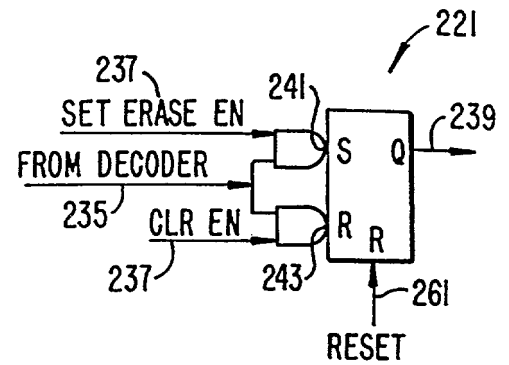 221
237
241
239
SET ERASE EN
S
Q
FROM DECODER
235
CLR EN
R
R
237
243
261
RESET